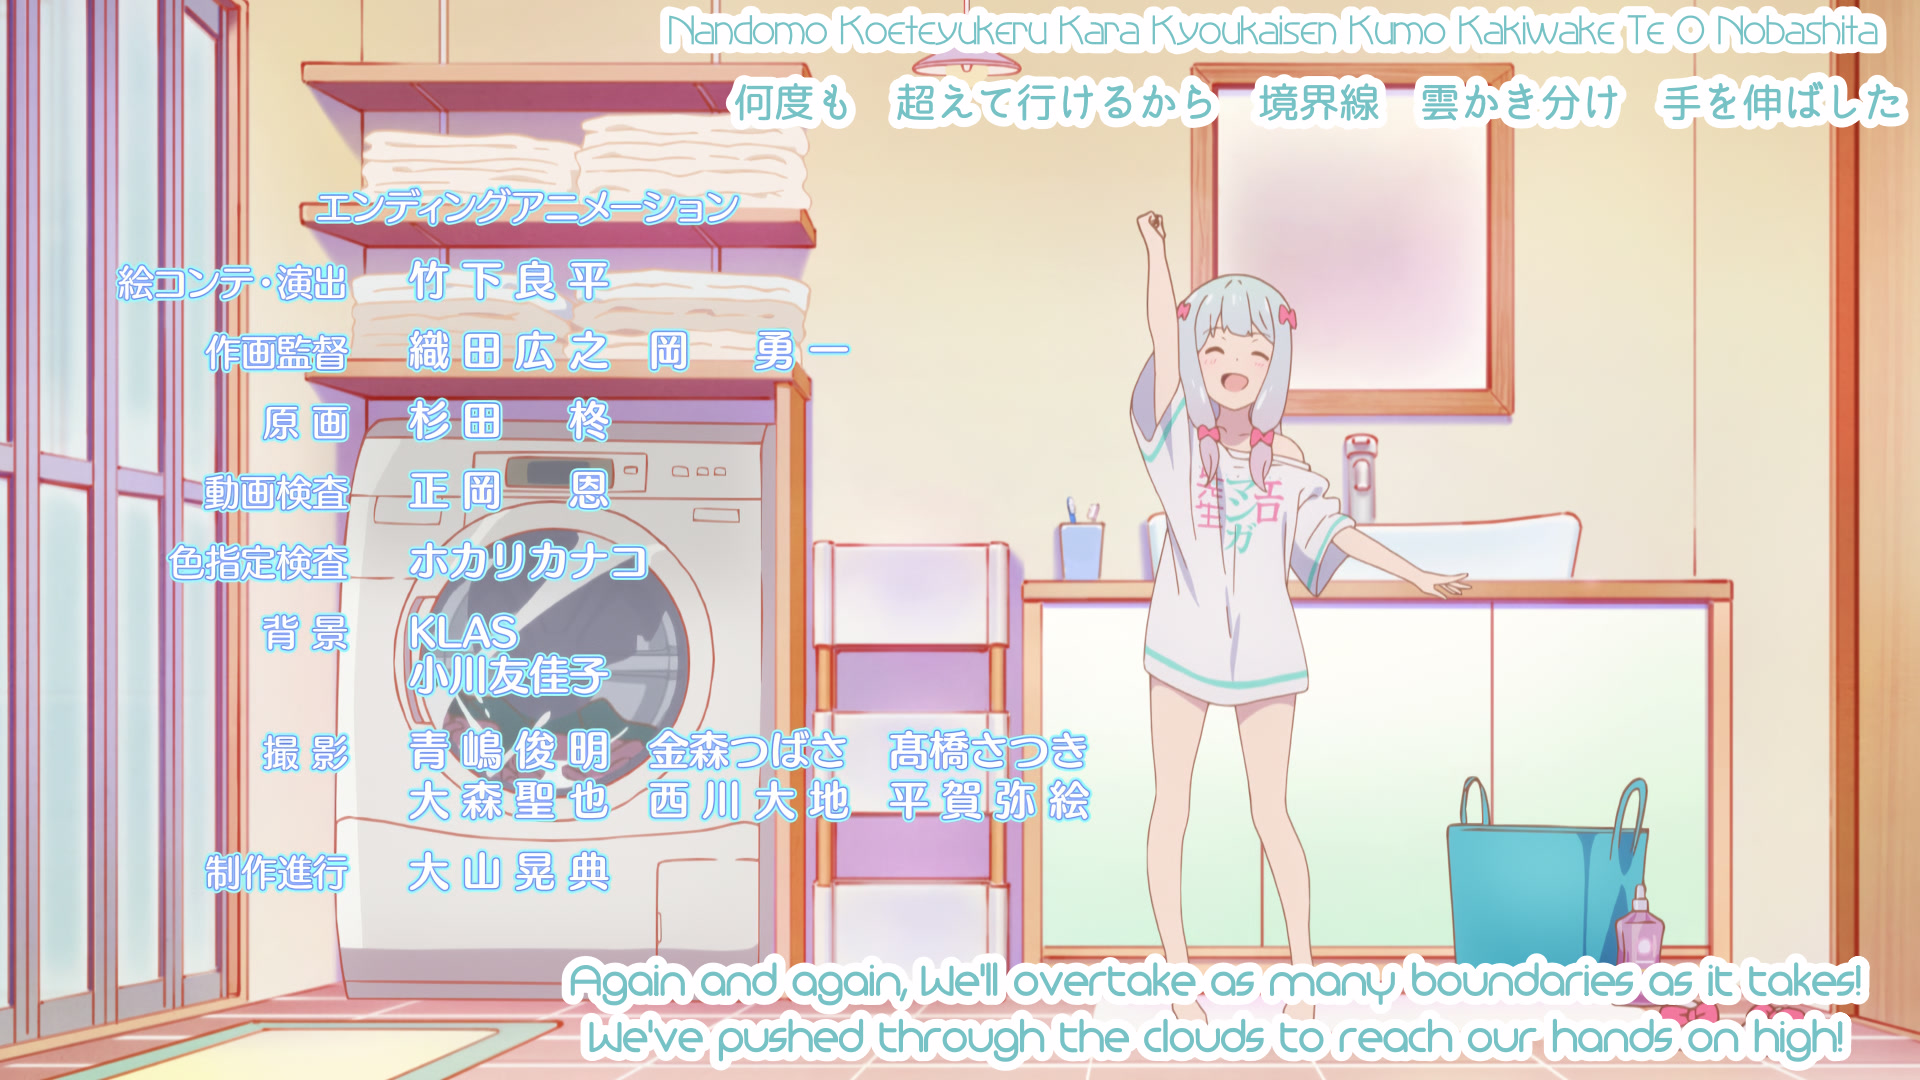 Nandomo Koeteyukeru Kara Kyoukaisen Kumo Kakiwake Te O Nobashita
何度も　超えて行けるから　境界線　雲かき分け　手を伸ばした
エンディングアニメーション
絵コンテ・演出　竹下良平
作画監督　織田広之　岡　勇一
原画　杉田　柊
動画検査　正岡　恩
色指定検査　ホカリカナコ
背景　KLAS
小川友佳子
撮影　青嶋俊明　金森つばさ　髙橋さつき
大森聖也　西川大地　平賀弥絵
制作進行　大山晃典
エロ
マンガ
先生
Again and again, We'll overtake as many boundaries as it takes!
We've pushed through the clouds to reach our hands on high!